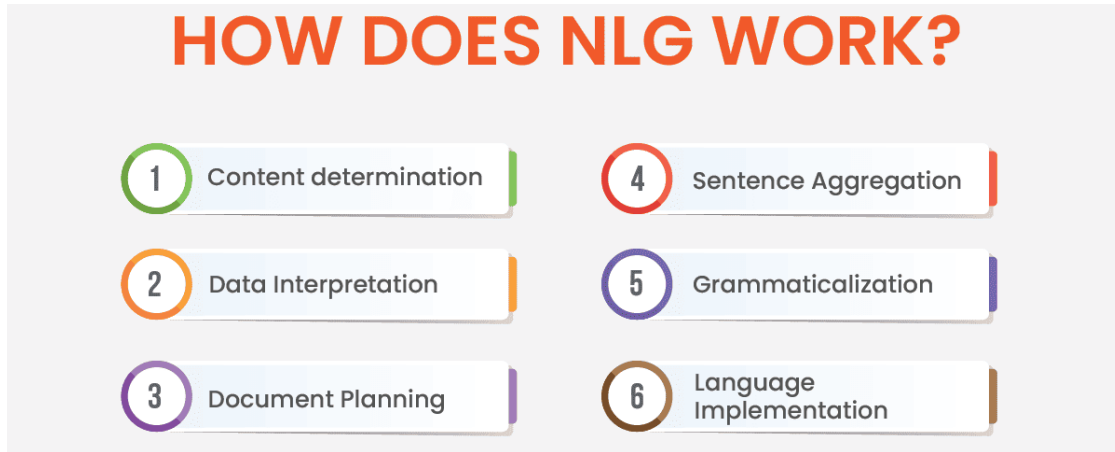 HOW DOES NLG WORK?
1
Content determination
2
Data Interpretation
3
Document Planning
4
Sentence Aggregation
5
Grammaticalization
6
Language
Implementation